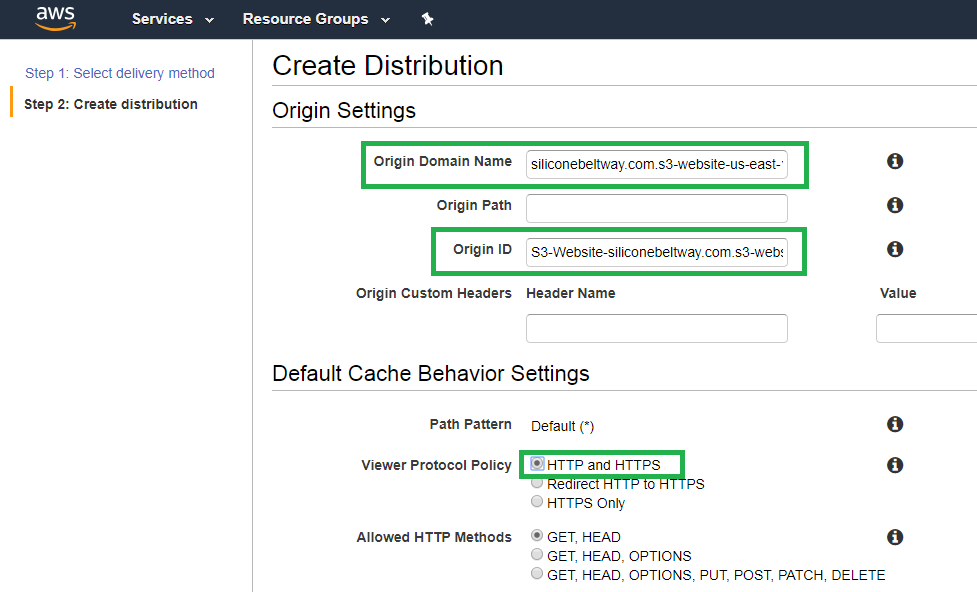 aws Services Resource Groups
Step 1: Select delivery method
Step 2: Create distribution
Create Distribution
Origin Settings
Origin Domain Name siliconebeltway.com.s3-website-us-east-
Origin Path
Origin ID S3-Website-siliconebeltway.com.s3-webs
Origin Custom Headers Header Name Value
Default Cache Behavior Settings
Path Pattern Default (*)
Viewer Protocol Policy HTTP and HTTPS
Redirect HTTP to HTTPS
HTTPS Only
Allowed HTTP Methods GET, HEAD
GET, HEAD, OPTIONS
GET, HEAD, OPTIONS, PUT, POST, PATCH, DELETE